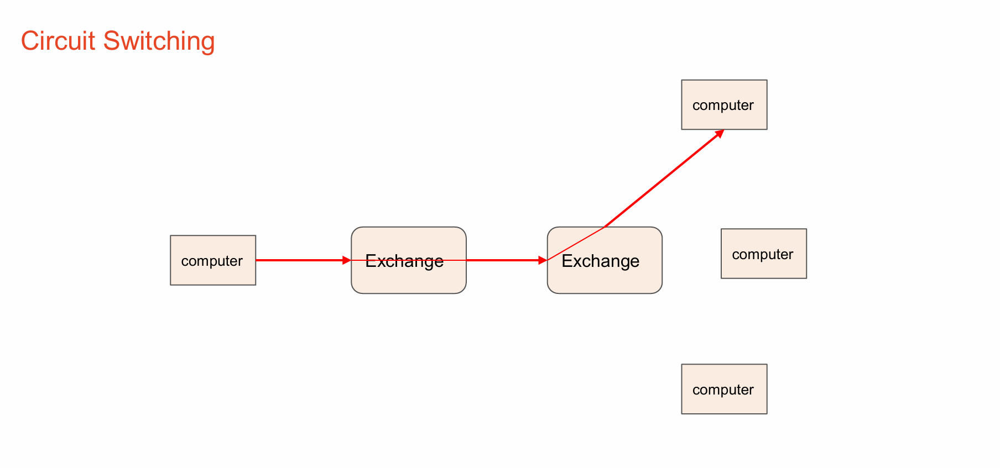 Circuit Switching
computer
computer
Exchange
Exchange
computer
computer